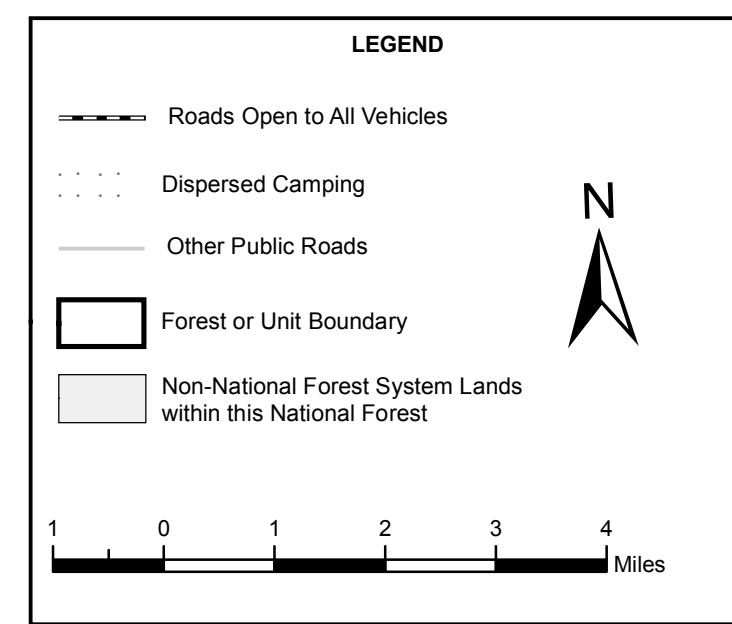 LEGEND
Roads Open to All Vehicles
Dispersed Camping
N
Other Public Roads
Forest or Unit Boundary
Non-National Forest System Lands
within this National Forest
1 0 1 2 3 4
Miles